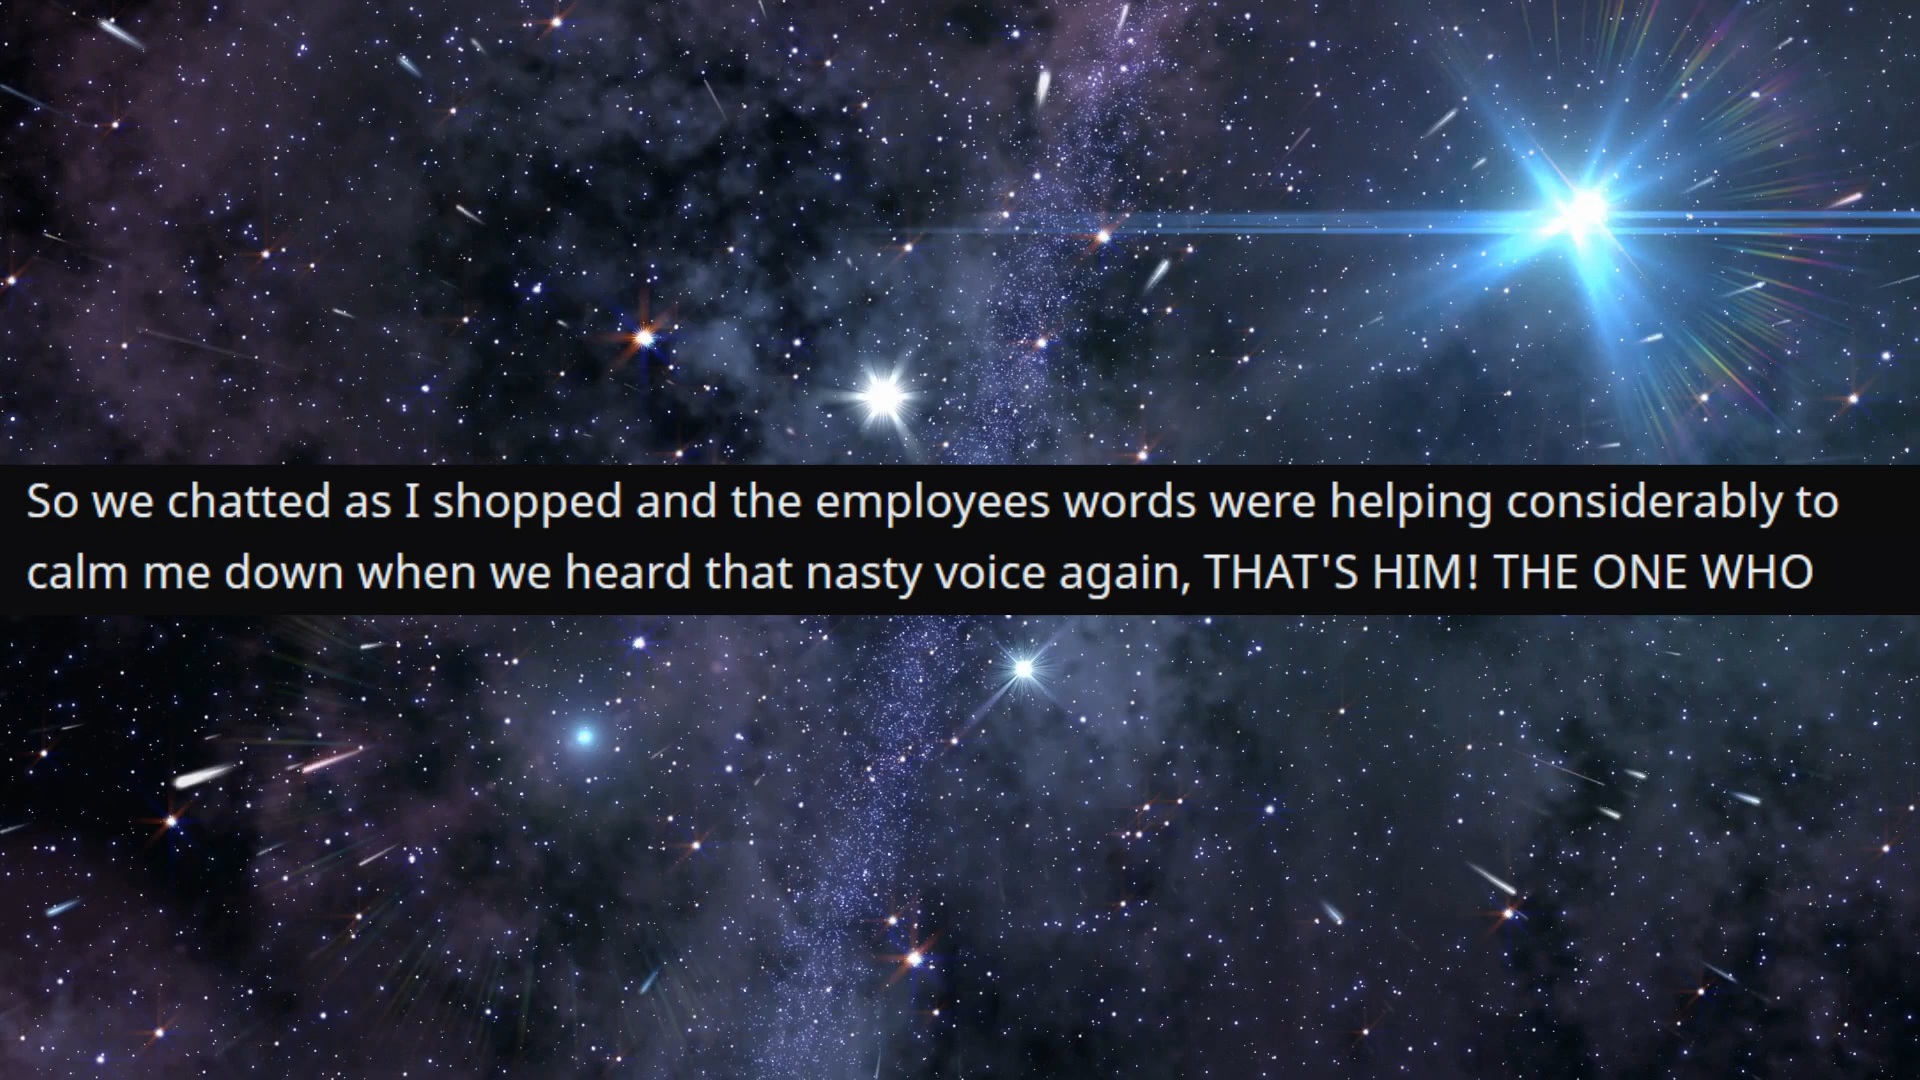 So we chatted as I shopped and the employees words were helping considerably to
calm me down when we heard that nasty voice again, THAT'S HIM! THE ONE WHO